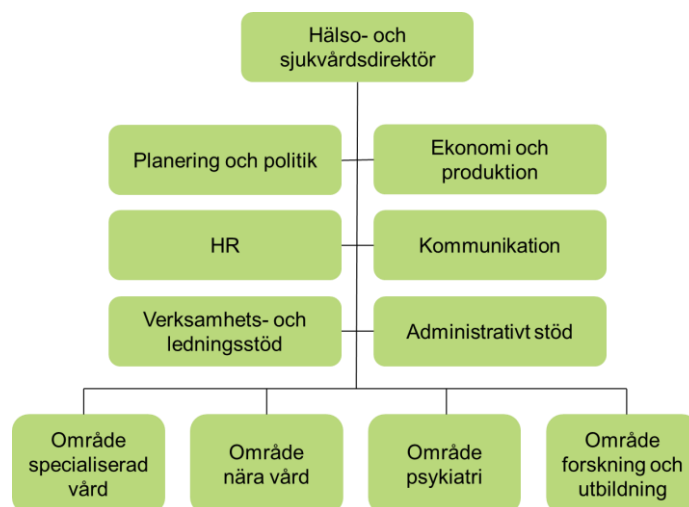 Hälso- och
sjukvårdsdirektör
Planering och politik
Ekonomi och
produktion
HR
Kommunikation
Verksamhets- och
ledningsstöd
Administrativt stöd
Område
specialiserad
vård
Område
nära vård
Område
psykiatri
Område
forskning och
utbildning